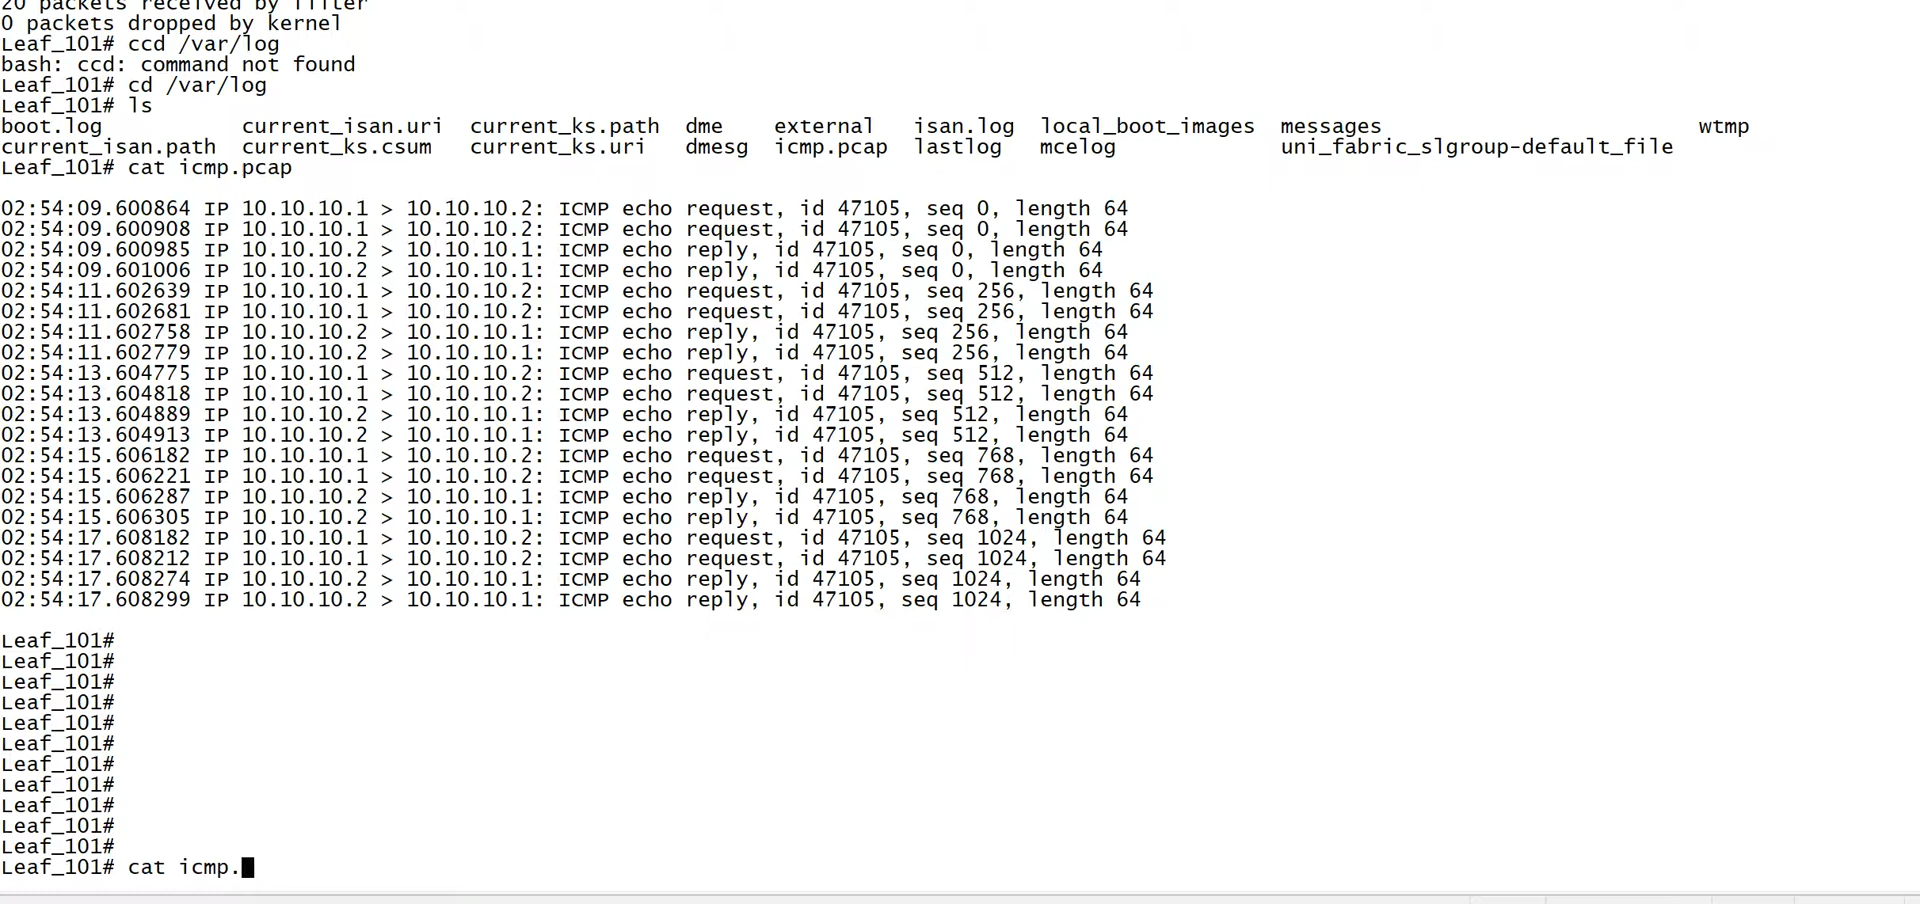 20 packets received by filter
0 packets dropped by kernel
Leaf_101# ccd /var/log
bash: ccd: command not found
Leaf_101# cd /var/log
Leaf_101# ls
boot.log current_isan.uri current_ks.path dme external isan.log local_boot_images messages wtmp
current_isan.path current_ks.csum current_ks.uri dmesg icmp.pcap lastlog mcelog uni_fabric_slgroup-default_file
Leaf_101# cat icmp.pcap
02:54:09.600864 IP 10.10.10.1 > 10.10.10.2: ICMP echo request, id 47105, seq 0, length 64
02:54:09.600908 IP 10.10.10.1 > 10.10.10.2: ICMP echo request, id 47105, seq 0, length 64
02:54:09.600985 IP 10.10.10.2 > 10.10.10.1: ICMP echo reply, id 47105, seq 0, length 64
02:54:09.601006 IP 10.10.10.2 > 10.10.10.1: ICMP echo reply, id 47105, seq 0, length 64
02:54:11.602639 IP 10.10.10.1 > 10.10.10.2: ICMP echo request, id 47105, seq 256, length 64
02:54:11.602681 IP 10.10.10.1 > 10.10.10.2: ICMP echo request, id 47105, seq 256, length 64
02:54:11.602758 IP 10.10.10.2 > 10.10.10.1: ICMP echo reply, id 47105, seq 256, length 64
02:54:11.602779 IP 10.10.10.2 > 10.10.10.1: ICMP echo reply, id 47105, seq 256, length 64
02:54:13.604775 IP 10.10.10.1 > 10.10.10.2: ICMP echo request, id 47105, seq 512, length 64
02:54:13.604818 IP 10.10.10.1 > 10.10.10.2: ICMP echo request, id 47105, seq 512, length 64
02:54:13.604889 IP 10.10.10.2 > 10.10.10.1: ICMP echo reply, id 47105, seq 512, length 64
02:54:13.604913 IP 10.10.10.2 > 10.10.10.1: ICMP echo reply, id 47105, seq 512, length 64
02:54:15.606182 IP 10.10.10.1 > 10.10.10.2: ICMP echo request, id 47105, seq 768, length 64
02:54:15.606221 IP 10.10.10.1 > 10.10.10.2: ICMP echo request, id 47105, seq 768, length 64
02:54:15.606287 IP 10.10.10.2 > 10.10.10.1: ICMP echo reply, id 47105, seq 768, length 64
02:54:15.606305 IP 10.10.10.2 > 10.10.10.1: ICMP echo reply, id 47105, seq 768, length 64
02:54:17.608182 IP 10.10.10.1 > 10.10.10.2: ICMP echo request, id 47105, seq 1024, length 64
02:54:17.608212 IP 10.10.10.1 > 10.10.10.2: ICMP echo request, id 47105, seq 1024, length 64
02:54:17.608274 IP 10.10.10.2 > 10.10.10.1: ICMP echo reply, id 47105, seq 1024, length 64
02:54:17.608299 IP 10.10.10.2 > 10.10.10.1: ICMP echo reply, id 47105, seq 1024, length 64
Leaf_101#
Leaf_101#
Leaf_101#
Leaf_101#
Leaf_101#
Leaf_101#
Leaf_101#
Leaf_101#
Leaf_101#
Leaf_101#
Leaf_101#
Leaf_101# cat icmp.